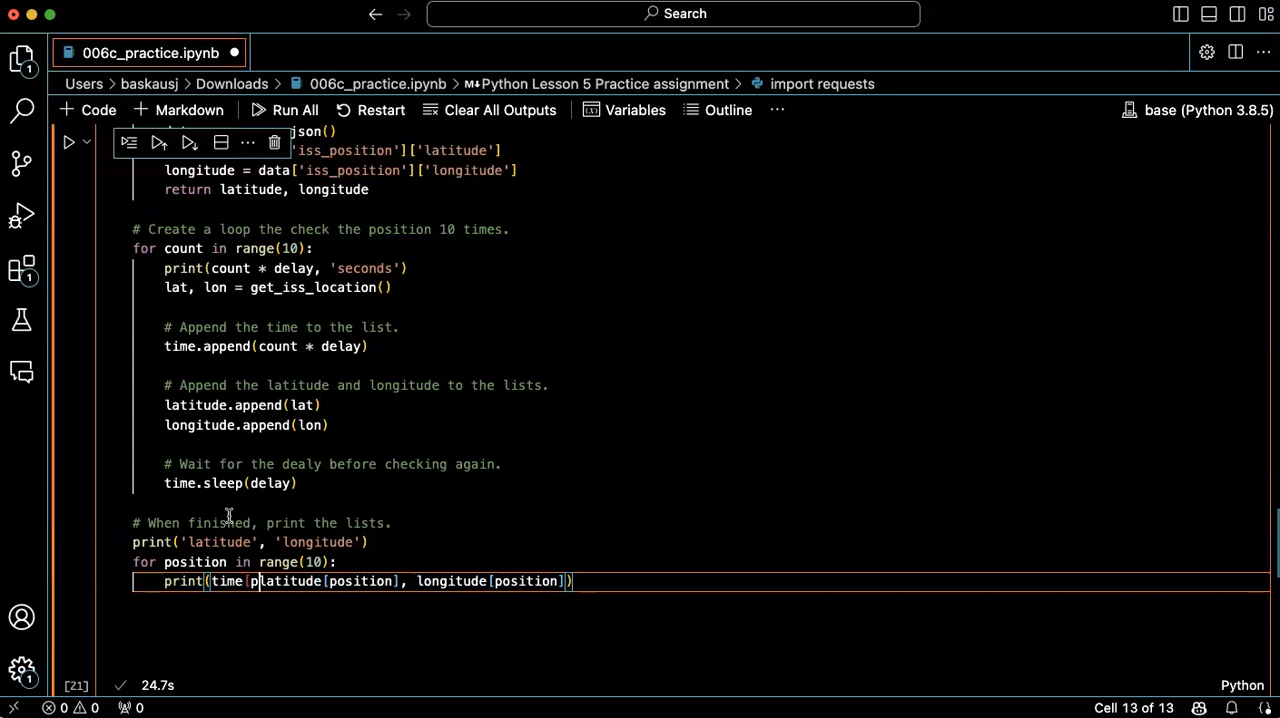 Search
006c_practice.ipynb
Users > baskausj > Downloads > 006c_practice.ipynb > M↓Python Lesson 5 Practice assignment > import requests
+ Code + Markdown Run All Restart Clear All Outputs Variables Outline ... base (Python 3.8.5)
json()
'iss_position']['latitude']
longitude = data['iss_position']['longitude']
return latitude, longitude
# Create a loop the check the position 10 times.
for count in range(10):
print(count * delay, 'seconds')
lat, lon = get_iss_location()
# Append the time to the list.
time.append(count * delay)
# Append the latitude and longitude to the lists.
latitude.append(lat)
longitude.append(lon)
# Wait for the dealy before checking again.
time.sleep(delay)
# When finished, print the lists.
print('latitude', 'longitude')
for position in range(10):
print(time[platitude[position], longitude[position])
[21] 24.7s Python
0 0 0 Cell 13 of 13
1
1
1